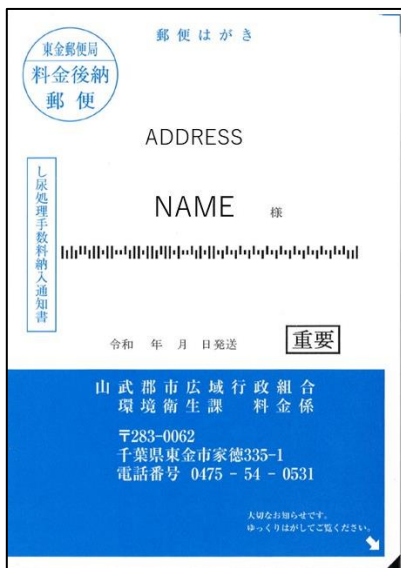 郵便はがき
東金郵便局
料金後納
郵便
ADDRESS
NAME 様
し尿処理手数料納入通知書
令和 年 月 日発送
重要
山武郡市広域行政組合
環境衛生課 料金係
〒283-0062
千葉県東金市家徳335-1
電話番号 0475 - 54 - 0531
大切なお知らせです。
ゆっくりはがしてご覧ください。